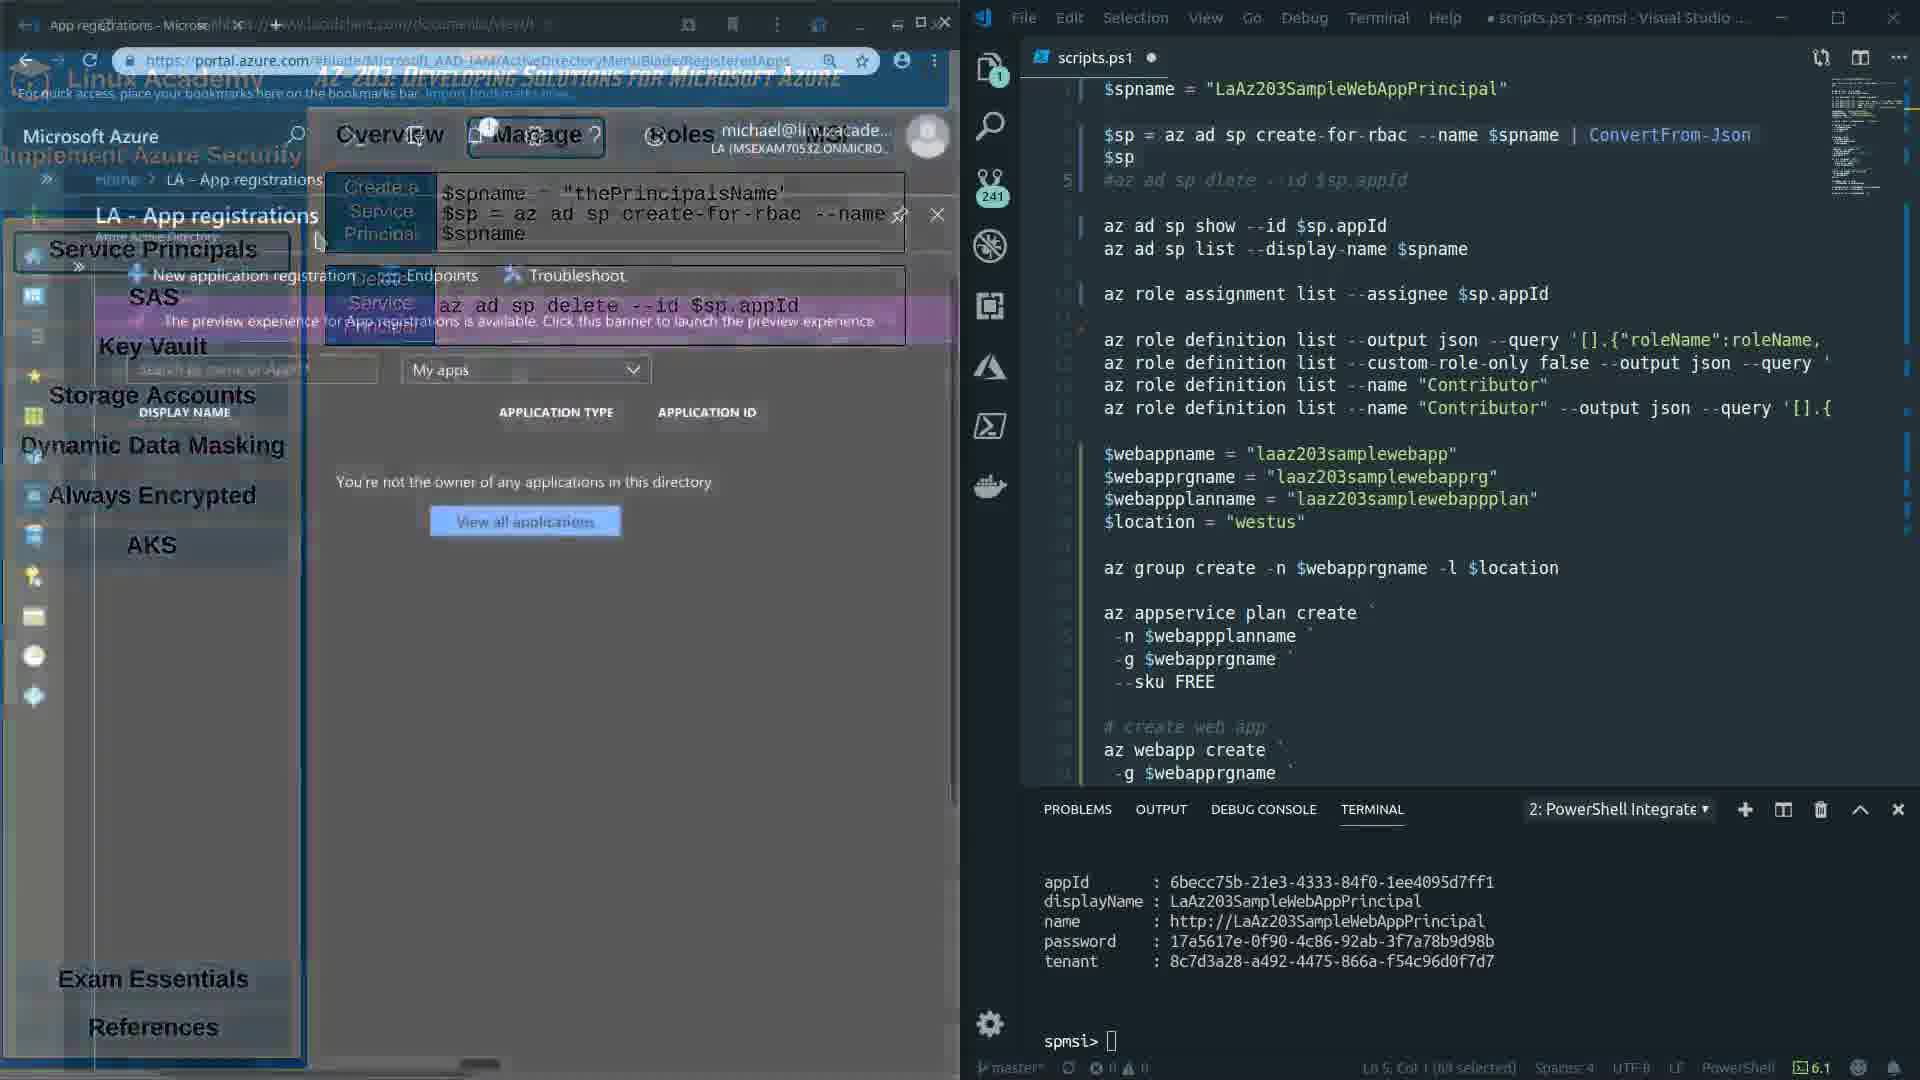 App registrations - Microso
https://www.lucidchart.com/documents/view/
https://portal.azure.com/#blade/Microsoft_AAD_IAM/ActiveDirectoryMenuBlade/RegisteredApps
Linux Academy
AZ-203: Developing Solutions for Microsoft Azure
For quick access, place your bookmarks here on the bookmarks bar. Import bookmarks now...
Microsoft Azure
Overview
Manage
Roles
MSI
1
michael@linuxacade...
LA (MSEXAM70532.ONMICRO...
Implement Azure Security
Home > LA - App registrations
LA - App registrations
Azure Active Directory
Create a Service Principal
$spname = "thePrincipalsName"
$sp = az ad sp create-for-rbac --name
$spname
Service Principals
New application registration
Endpoints
Troubleshoot
Delete Service Principal
az ad sp delete --id $sp.appId
SAS
The preview experience for App registrations is available. Click this banner to launch the preview experience.
Key Vault
My apps
Storage Accounts
DISPLAY NAME
APPLICATION TYPE
APPLICATION ID
Dynamic Data Masking
You're not the owner of any applications in this directory
Always Encrypted
View all applications
AKS
Exam Essentials
References
File Edit Selection View Go Debug Terminal Help
● scripts.ps1 - spmsi - Visual Studio ...
scripts.ps1 ●
1
241
$spname = "LaAz203SampleWebAppPrincipal"
$sp = az ad sp create-for-rbac --name $spname | ConvertFrom-Json
$sp
5 #az ad sp dlete --id $sp.appId
az ad sp show --id $sp.appId
az ad sp list --display-name $spname
az role assignment list --assignee $sp.appId
az role definition list --output json --query '[].{"roleName":roleName,
az role definition list --custom-role-only false --output json --query '
az role definition list --name "Contributor"
az role definition list --name "Contributor" --output json --query '[].{
$webappname = "laaz203samplewebapp"
$webapprgname = "laaz203samplewebapprg"
$webappplanname = "laaz203samplewebappplan"
$location = "westus"
az group create -n $webapprgname -l $location
az appservice plan create `
-n $webappplanname `
-g $webapprgname `
--sku FREE
# create web app
az webapp create `
-g $webapprgname `
PROBLEMS OUTPUT DEBUG CONSOLE TERMINAL
2: PowerShell Integrate
appId : 6becc75b-21e3-4333-84f0-1ee4095d7ff1
displayName : LaAz203SampleWebAppPrincipal
name : http://LaAz203SampleWebAppPrincipal
password : 17a5617e-0f90-4c86-92ab-3f7a78b9d98b
tenant : 8c7d3a28-a492-4475-866a-f54c96d0f7d7
spmsi>
master* 0 0
Ln 5, Col 1 (69 selected) Spaces: 4 UTF-8 LF PowerShell 6.1